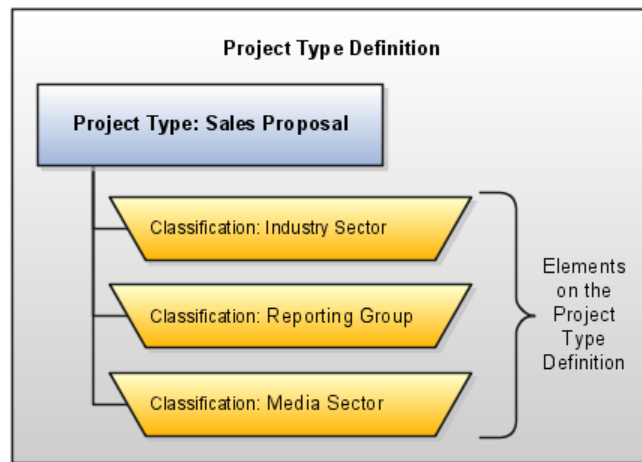 Project Type Definition
Project Type: Sales Proposal
Classification: Industry Sector
Classification: Reporting Group
Classification: Media Sector
Elements
on the
Project
Type
Definition